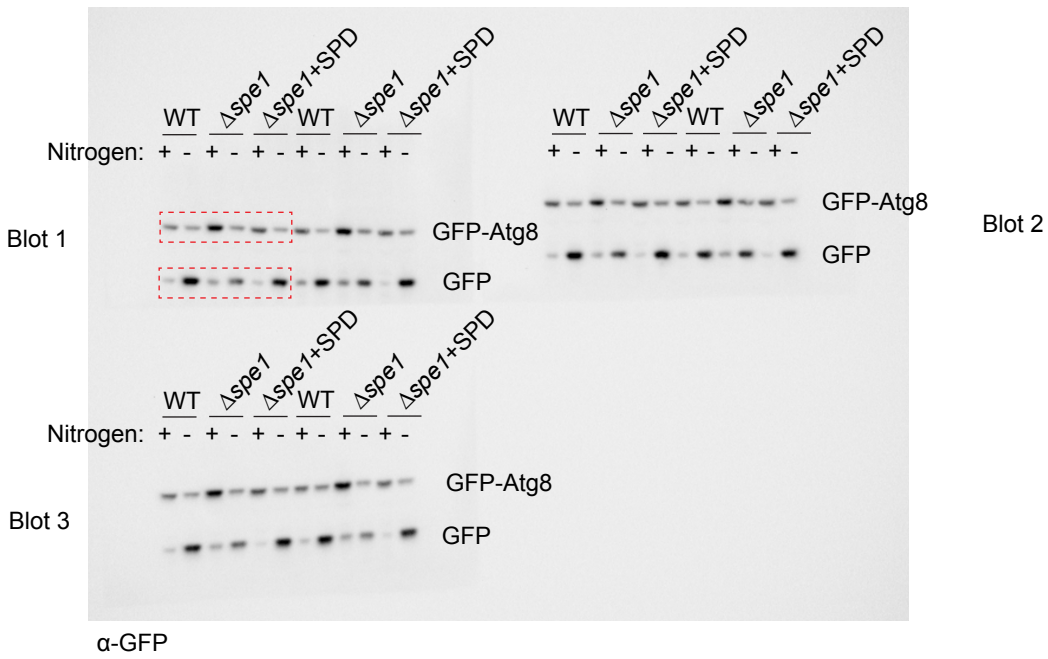 WT Δspe1 Δspe1+SPD WT Δspe1 Δspe1+SPD
Nitrogen: + - + - + - + - + - + -
GFP-Atg8
Blot 1
GFP
WT Δspe1 Δspe1+SPD WT Δspe1 Δspe1+SPD
+ - + - + - + - + - + -
GFP-Atg8
Blot 2
GFP
WT Δspe1 Δspe1+SPD WT Δspe1 Δspe1+SPD
Nitrogen: + - + - + - + - + - + -
GFP-Atg8
Blot 3
GFP
α-GFP